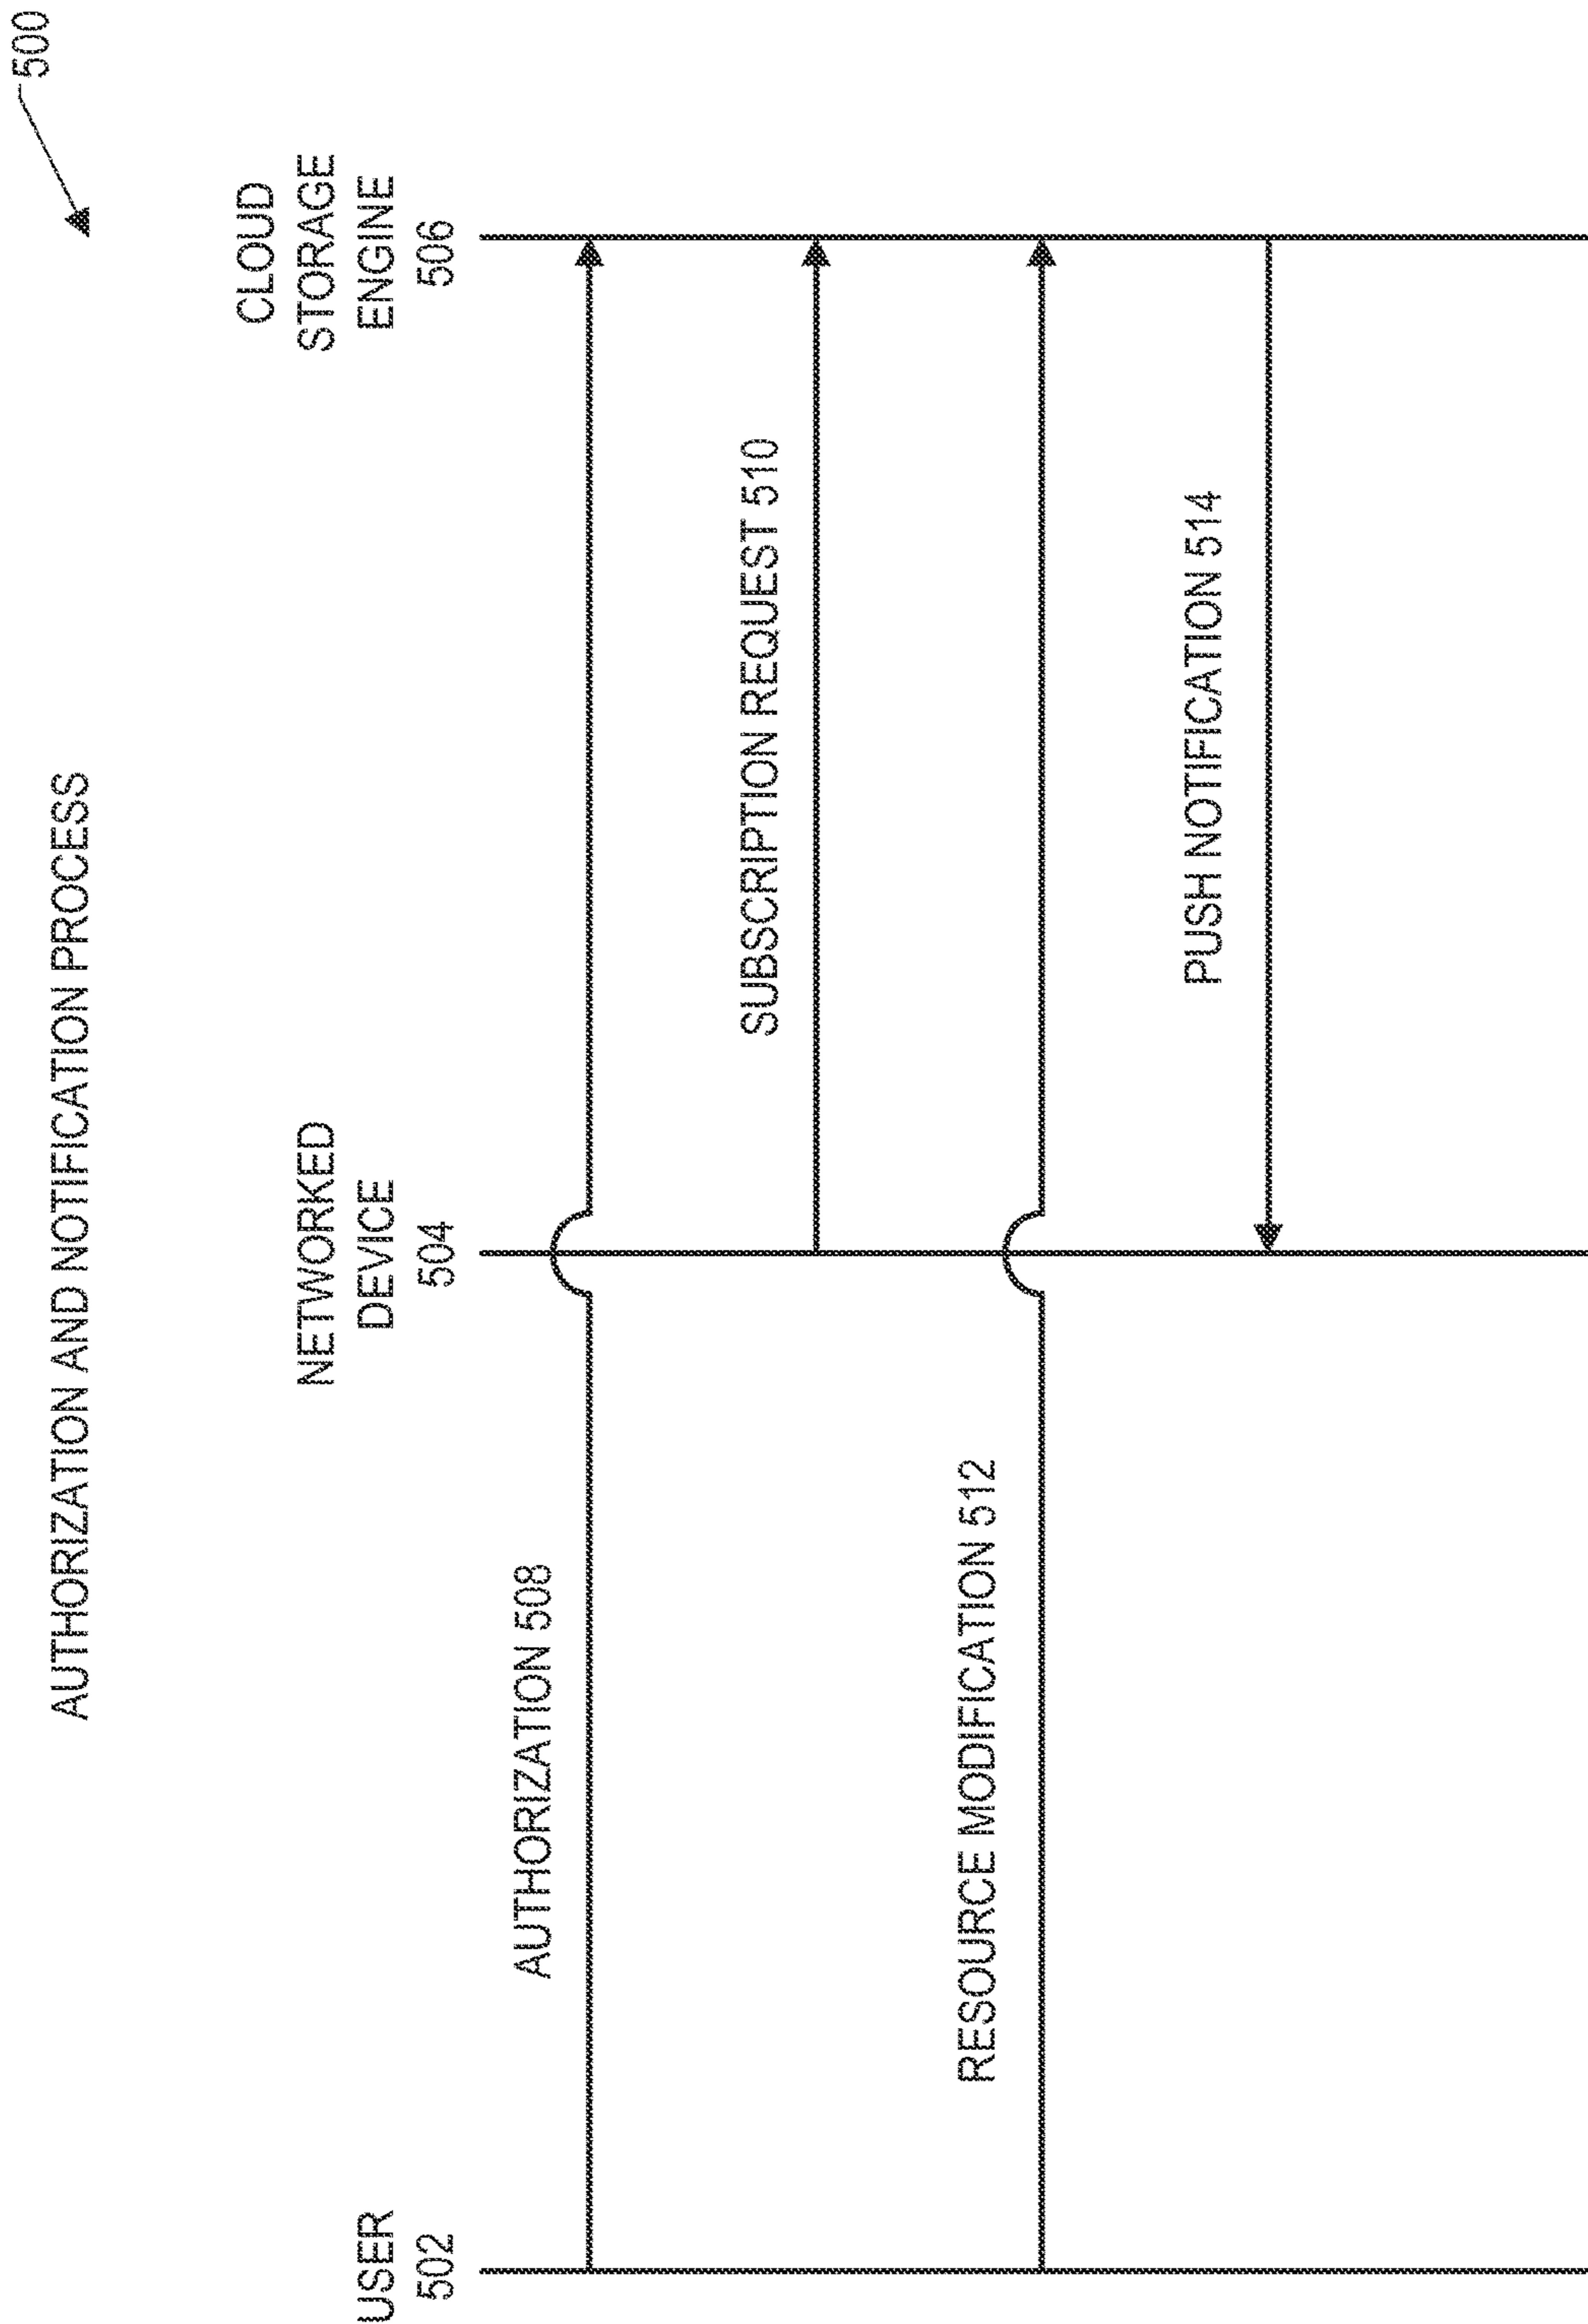 500
AUTHORIZATION AND NOTIFICATION PROCESS
USER
502
NETWORKED
DEVICE
504
CLOUD
STORAGE
ENGINE
506
AUTHORIZATION 508
SUBSCRIPTION REQUEST 510
RESOURCE MODIFICATION 512
PUSH NOTIFICATION 514